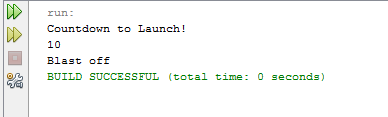 run:
Countdown to Launch!
10
Blast off
BUILD SUCCESSFUL (total time: 0 seconds)